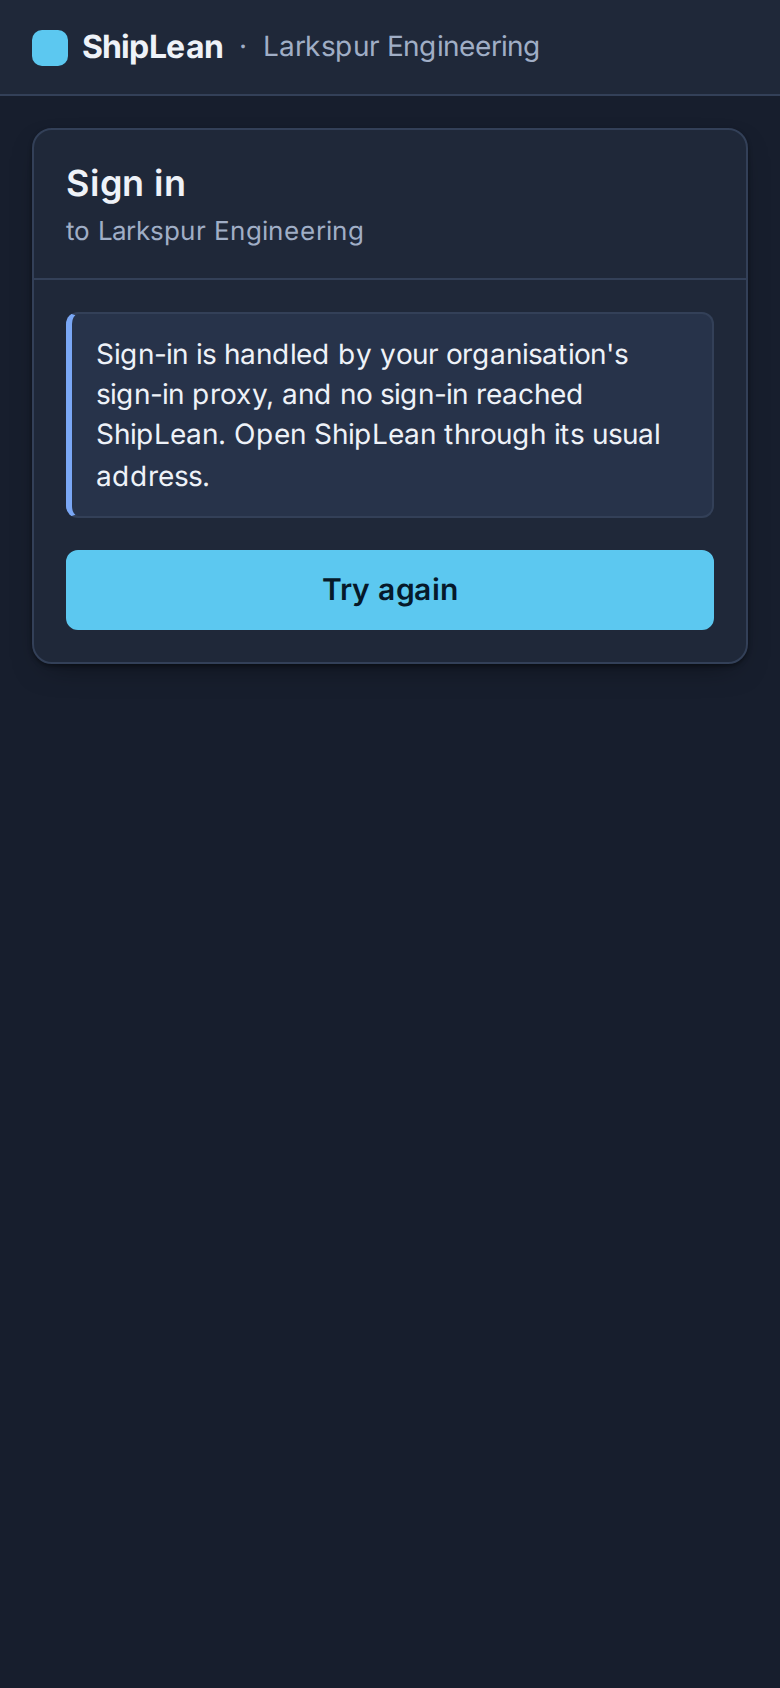 ShipLean · Larkspur Engineering
Sign in
to Larkspur Engineering
Sign-in is handled by your organisation's
sign-in proxy, and no sign-in reached
ShipLean. Open ShipLean through its usual
address.
Try again